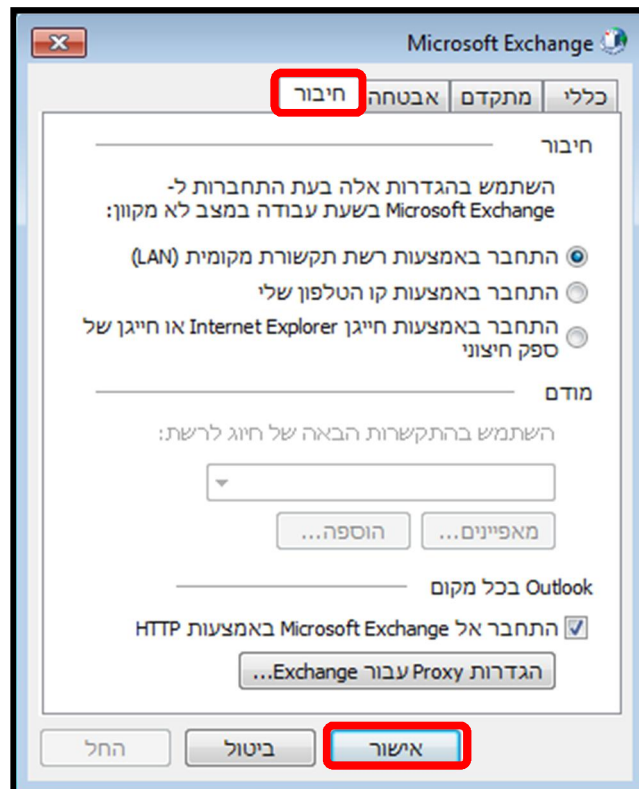 Microsoft Exchange
כללי
מתקדם
אבטחה
חיבור
חיבור
השתמש בהגדרות אלה בעת התחברות ל-
Microsoft Exchange בשעת עבודה במצב לא מקוון:
התחבר באמצעות רשת תקשורת מקומית (LAN)
התחבר באמצעות קו הטלפון שלי
התחבר באמצעות חייגן Internet Explorer או חייגן של
ספק חיצוני
מודם
השתמש בהתקשרות הבאה של חיוג לרשת:
מאפיינים...
הוספה...
Outlook בכל מקום
התחבר אל Microsoft Exchange באמצעות HTTP
הגדרות Proxy עבור Exchange...
אישור
ביטול
החל